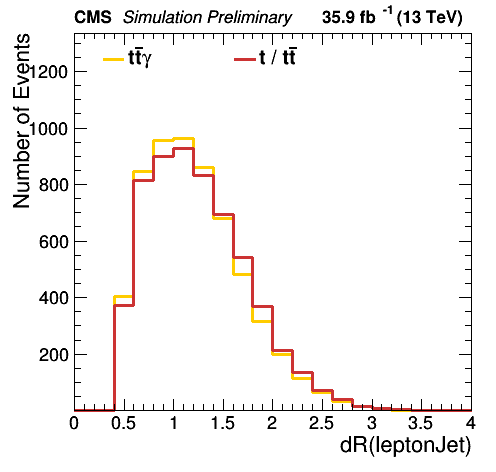 CMS Simulation Preliminary 35.9 fb⁻¹ (13 TeV)
tt̄γ t / tt̄
Number of Events
1200
1000
800
600
400
200
0 0.5 1 1.5 2 2.5 3 3.5 4
dR(leptonJet)